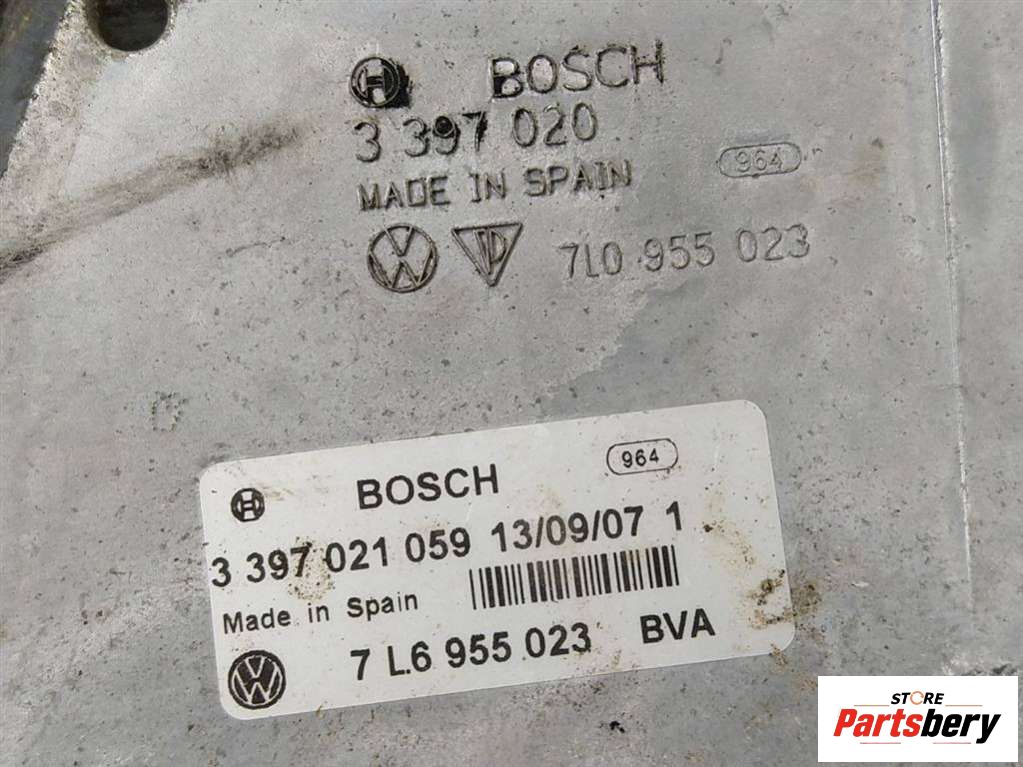 BOSCH
3 397 020
964
MADE IN SPAIN
7L0 955 023
BOSCH
964
3 397 021 059 13/09/07 1
Made in Spain
7 L6 955 023 BVA
STORE
Partsbery